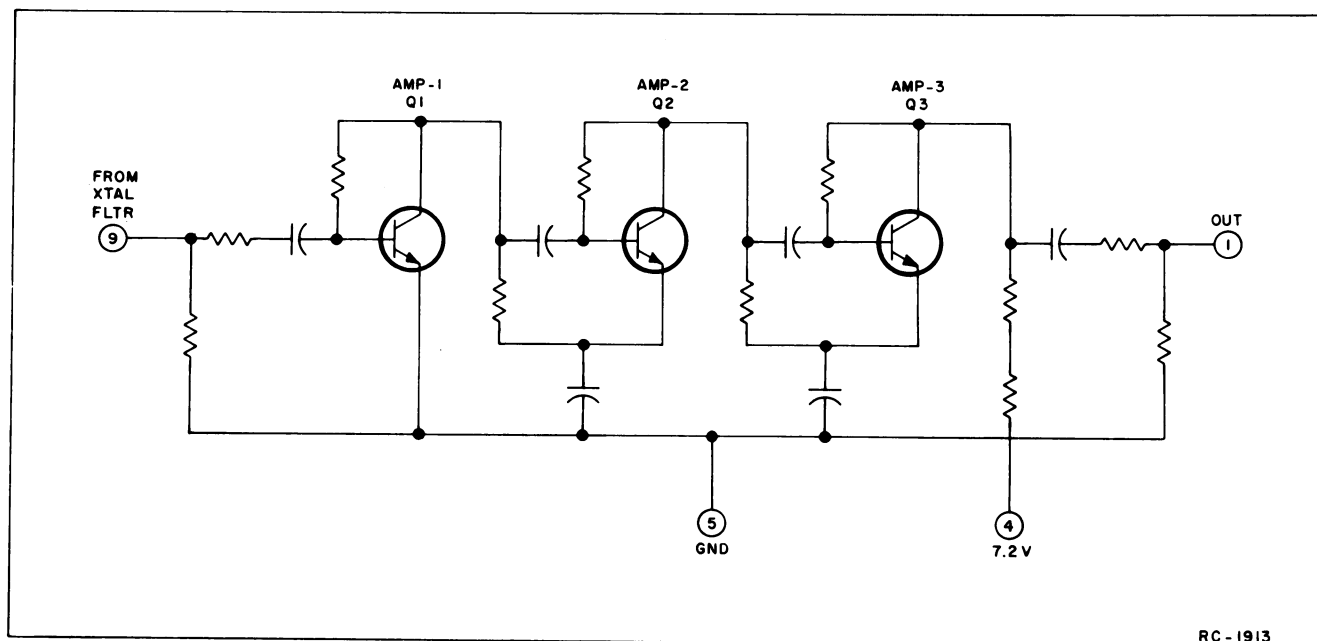 AMP-1
Q1
AMP-2
Q2
AMP-3
Q3
FROM
XTAL
FLTR
9
OUT
1
5
GND
4
7.2 V
RC-1913